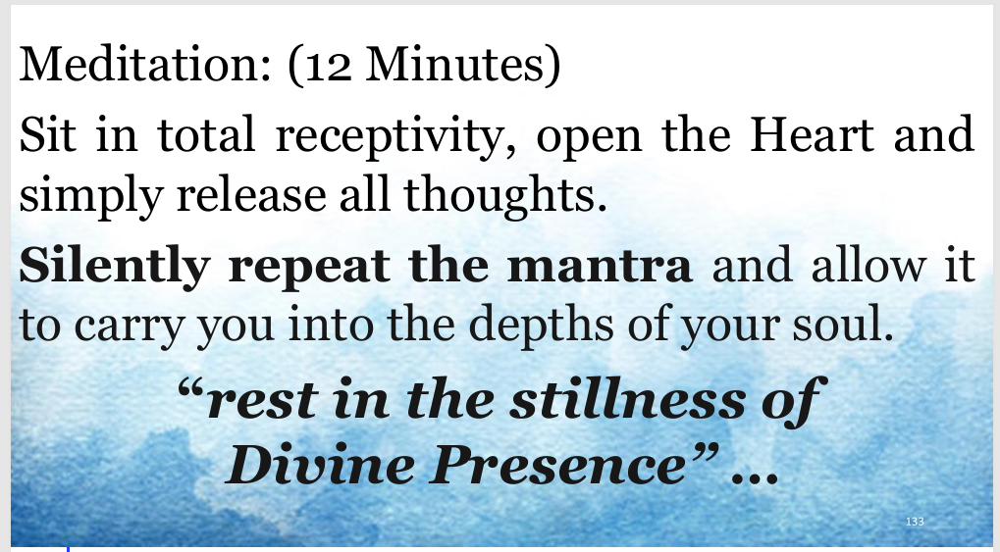 Meditation: (12 Minutes)
Sit in total receptivity, open the Heart and
simply release all thoughts.
Silently repeat the mantra and allow it
to carry you into the depths of your soul.
“rest in the stillness of
Divine Presence” ...
133